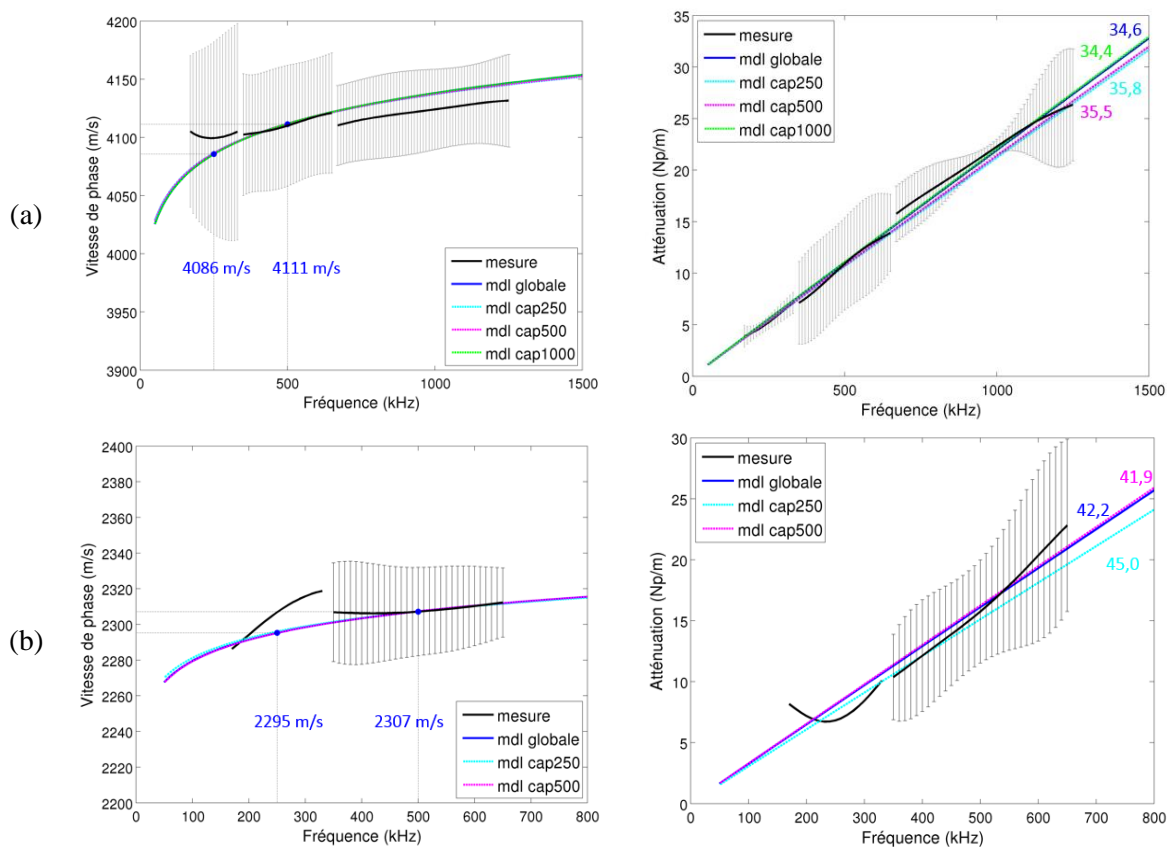 (a)
Vitesse de phase (m/s)
4200
4150
4100
4050
4000
3950
3900
0
500
1000
1500
Fréquence (kHz)
4086 m/s
4111 m/s
mesure
mdl globale
mdl cap250
mdl cap500
mdl cap1000
Atténuation (Np/m)
35
30
25
20
15
10
5
0
0
500
1000
1500
Fréquence (kHz)
mesure
mdl globale
mdl cap250
mdl cap500
mdl cap1000
34,6
34,4
35,8
35,5
(b)
Vitesse de phase (m/s)
2400
2380
2360
2340
2320
2300
2280
2260
2240
2220
2200
0
100
200
300
400
500
600
700
800
Fréquence (kHz)
2295 m/s
2307 m/s
mesure
mdl globale
mdl cap250
mdl cap500
Atténuation (Np/m)
30
25
20
15
10
5
0
0
100
200
300
400
500
600
700
800
Fréquence (kHz)
mesure
mdl globale
mdl cap250
mdl cap500
41,9
42,2
45,0